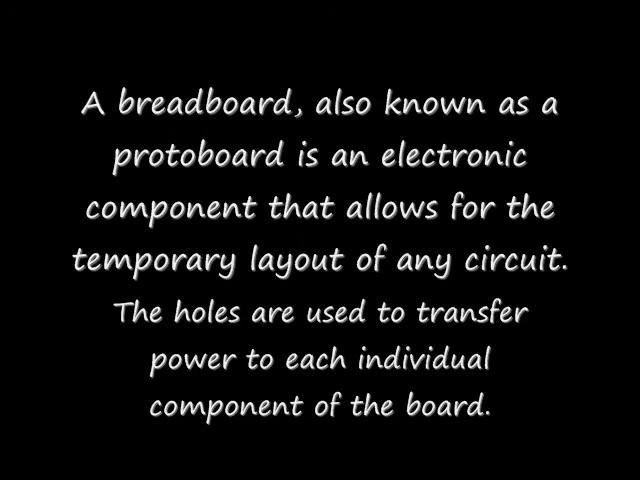 A breadboard, also known as a
protoboard is an electronic
component that allows for the
temporary layout of any circuit.
The holes are used to transfer
power to each individual
component of the board.